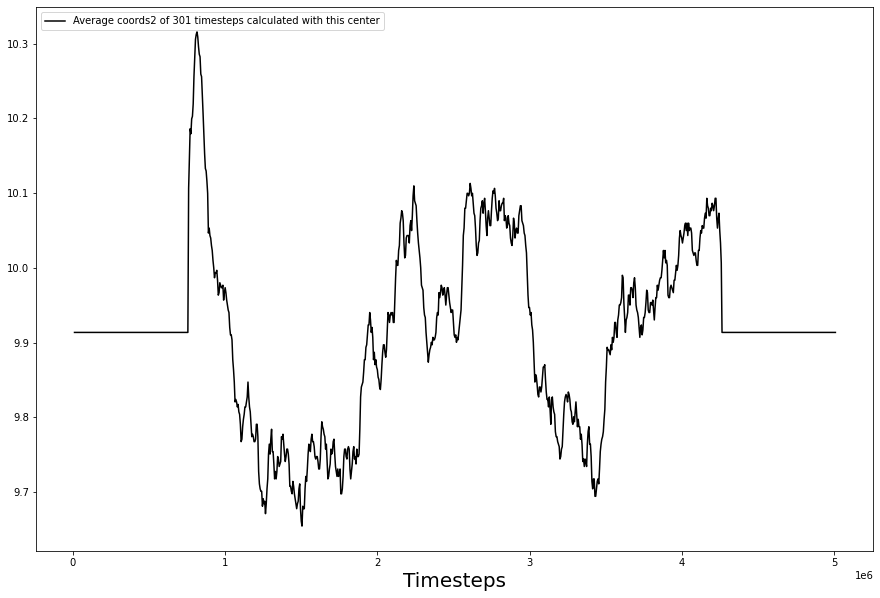 Average coords2 of 301 timesteps calculated with this center
10.3
10.2
10.1
10.0
9.9
9.8
9.7
0 1 2 3 4 5
1e6
Timesteps